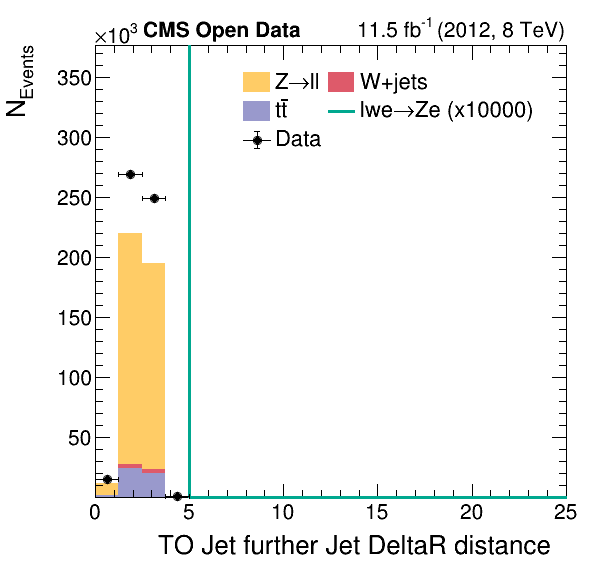 ×10³ CMS Open Data 11.5 fb⁻¹ (2012, 8 TeV)
N_Events
350
300
250
200
150
100
50
Z→ll W+jets
tt̄ lwe→Ze (x10000)
Data
0 5 10 15 20 25
TO Jet further Jet DeltaR distance